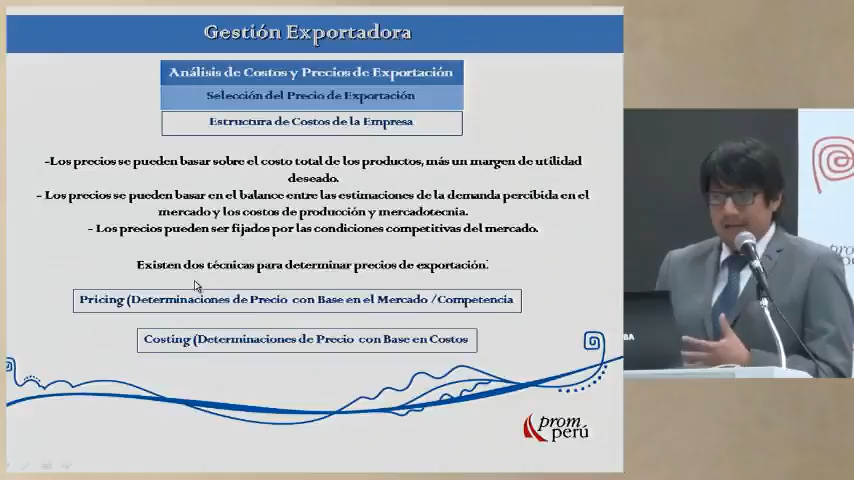 Gestión Exportadora
Análisis de Costos y Precios de Exportación
Selección del Precio de Exportación
Estructura de Costos de la Empresa
-Los precios se pueden basar sobre el costo total de los productos, más un margen de utilidad
deseado.
- Los precios se pueden basar en el balance entre las estimaciones de la demanda percibida en el
mercado y los costos de producción y mercadotecnia.
- Los precios pueden ser fijados por las condiciones competitivas del mercado.
Existen dos técnicas para determinar precios de exportación:
Pricing (Determinaciones de Precio con Base en el Mercado /Competencia
Costing (Determinaciones de Precio con Base en Costos
prom
perú
BA